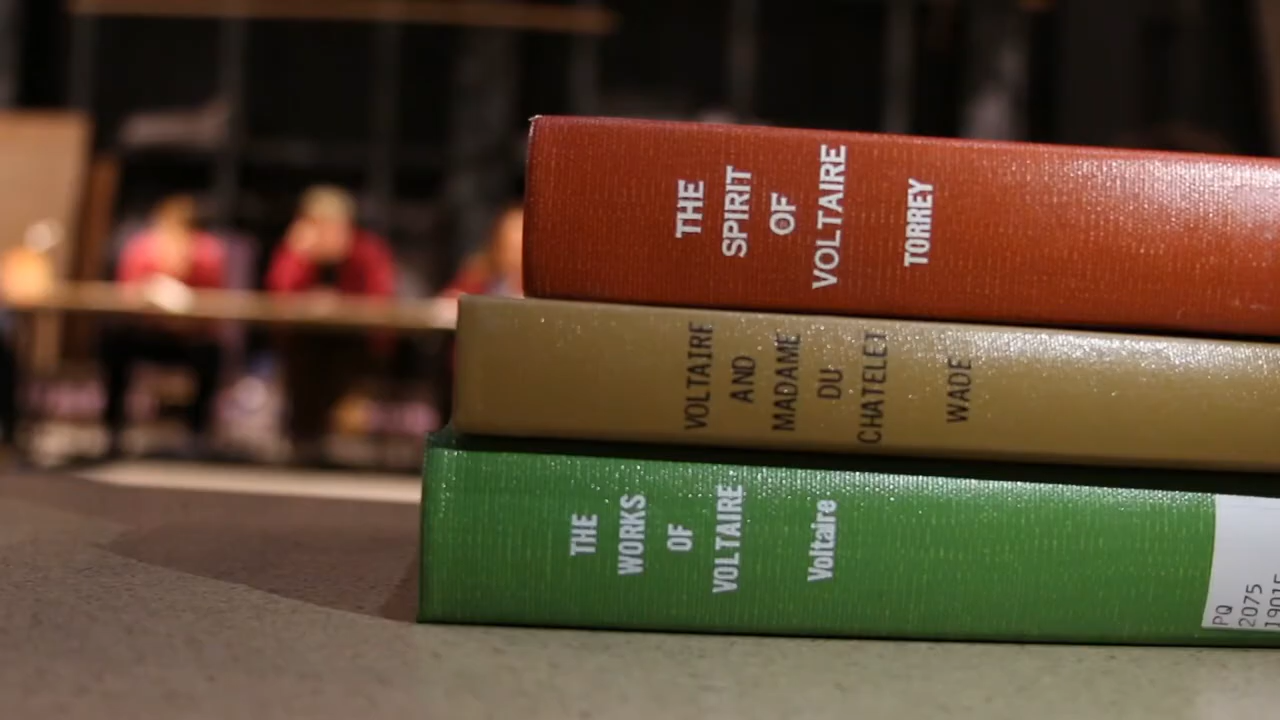 THE
SPIRIT
OF
VOLTAIRE
TORREY
VOLTAIRE
AND
MADAME
DU
CHATELET
WADE
THE
WORKS
OF
VOLTAIRE
Voltaire
PQ
2075